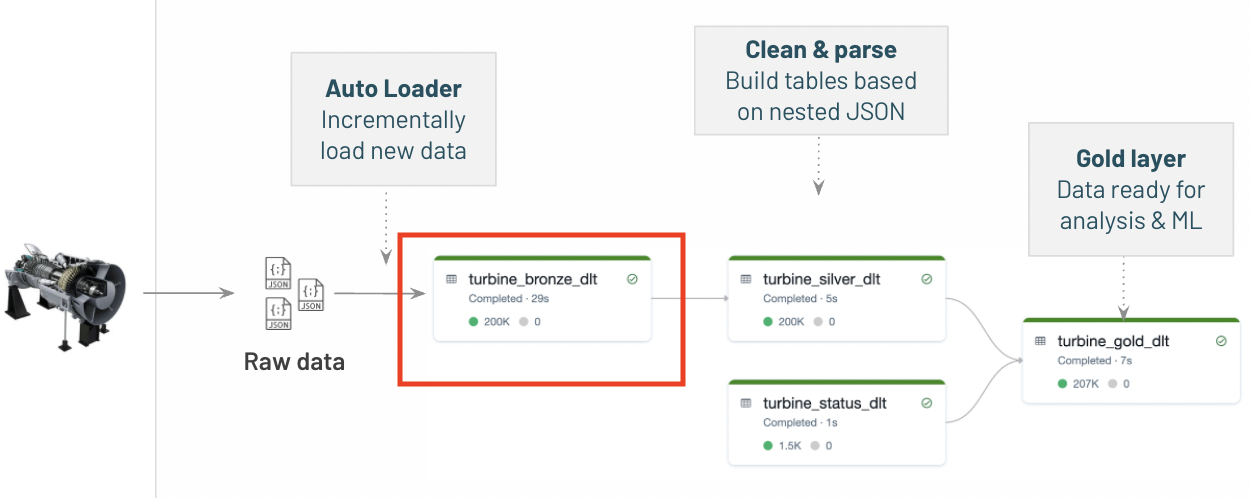 Auto Loader
Incrementally
load new data
Clean & parse
Build tables based
on nested JSON
Gold layer
Data ready for
analysis & ML
{;}
JSON
{;}
JSON
{;}
JSON
Raw data
turbine_bronze_dlt
Completed · 29s
200K 0
turbine_silver_dlt
Completed · 5s
200K 0
turbine_status_dlt
Completed · 1s
1.5K 0
turbine_gold_dlt
Completed · 7s
207K 0